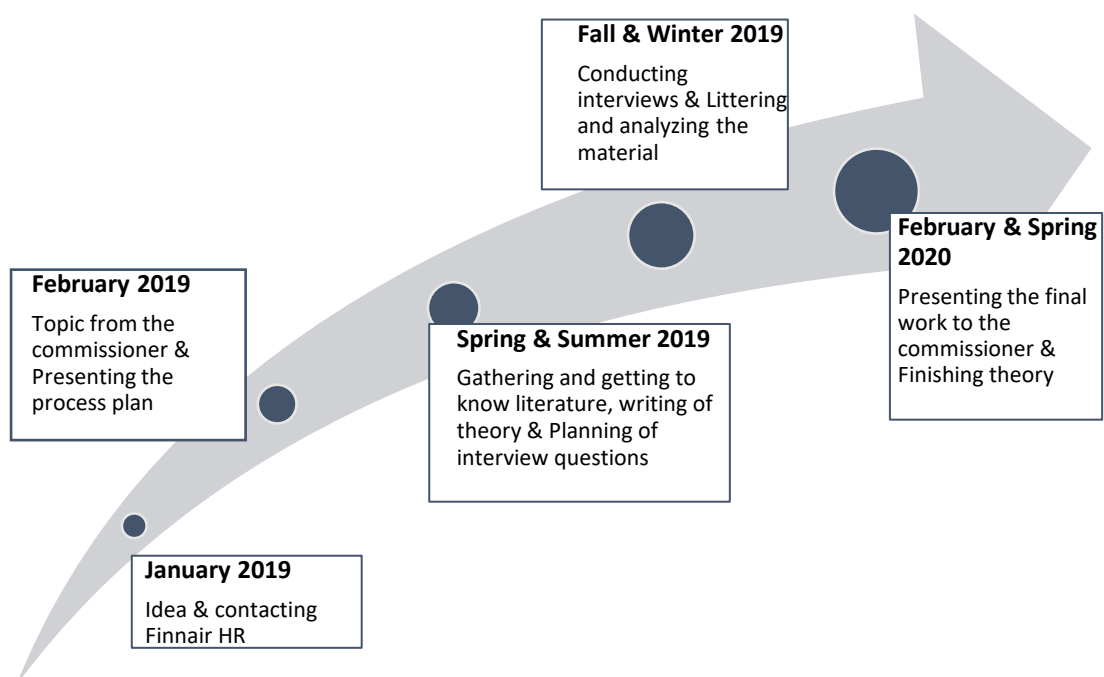 January 2019
Idea & contacting
Finnair HR
February 2019
Topic from the
commissioner &
Presenting the
process plan
Spring & Summer 2019
Gathering and getting to
know literature, writing of
theory & Planning of
interview questions
Fall & Winter 2019
Conducting
interviews & Littering
and analyzing the
material
February & Spring
2020
Presenting the final
work to the
commissioner &
Finishing theory